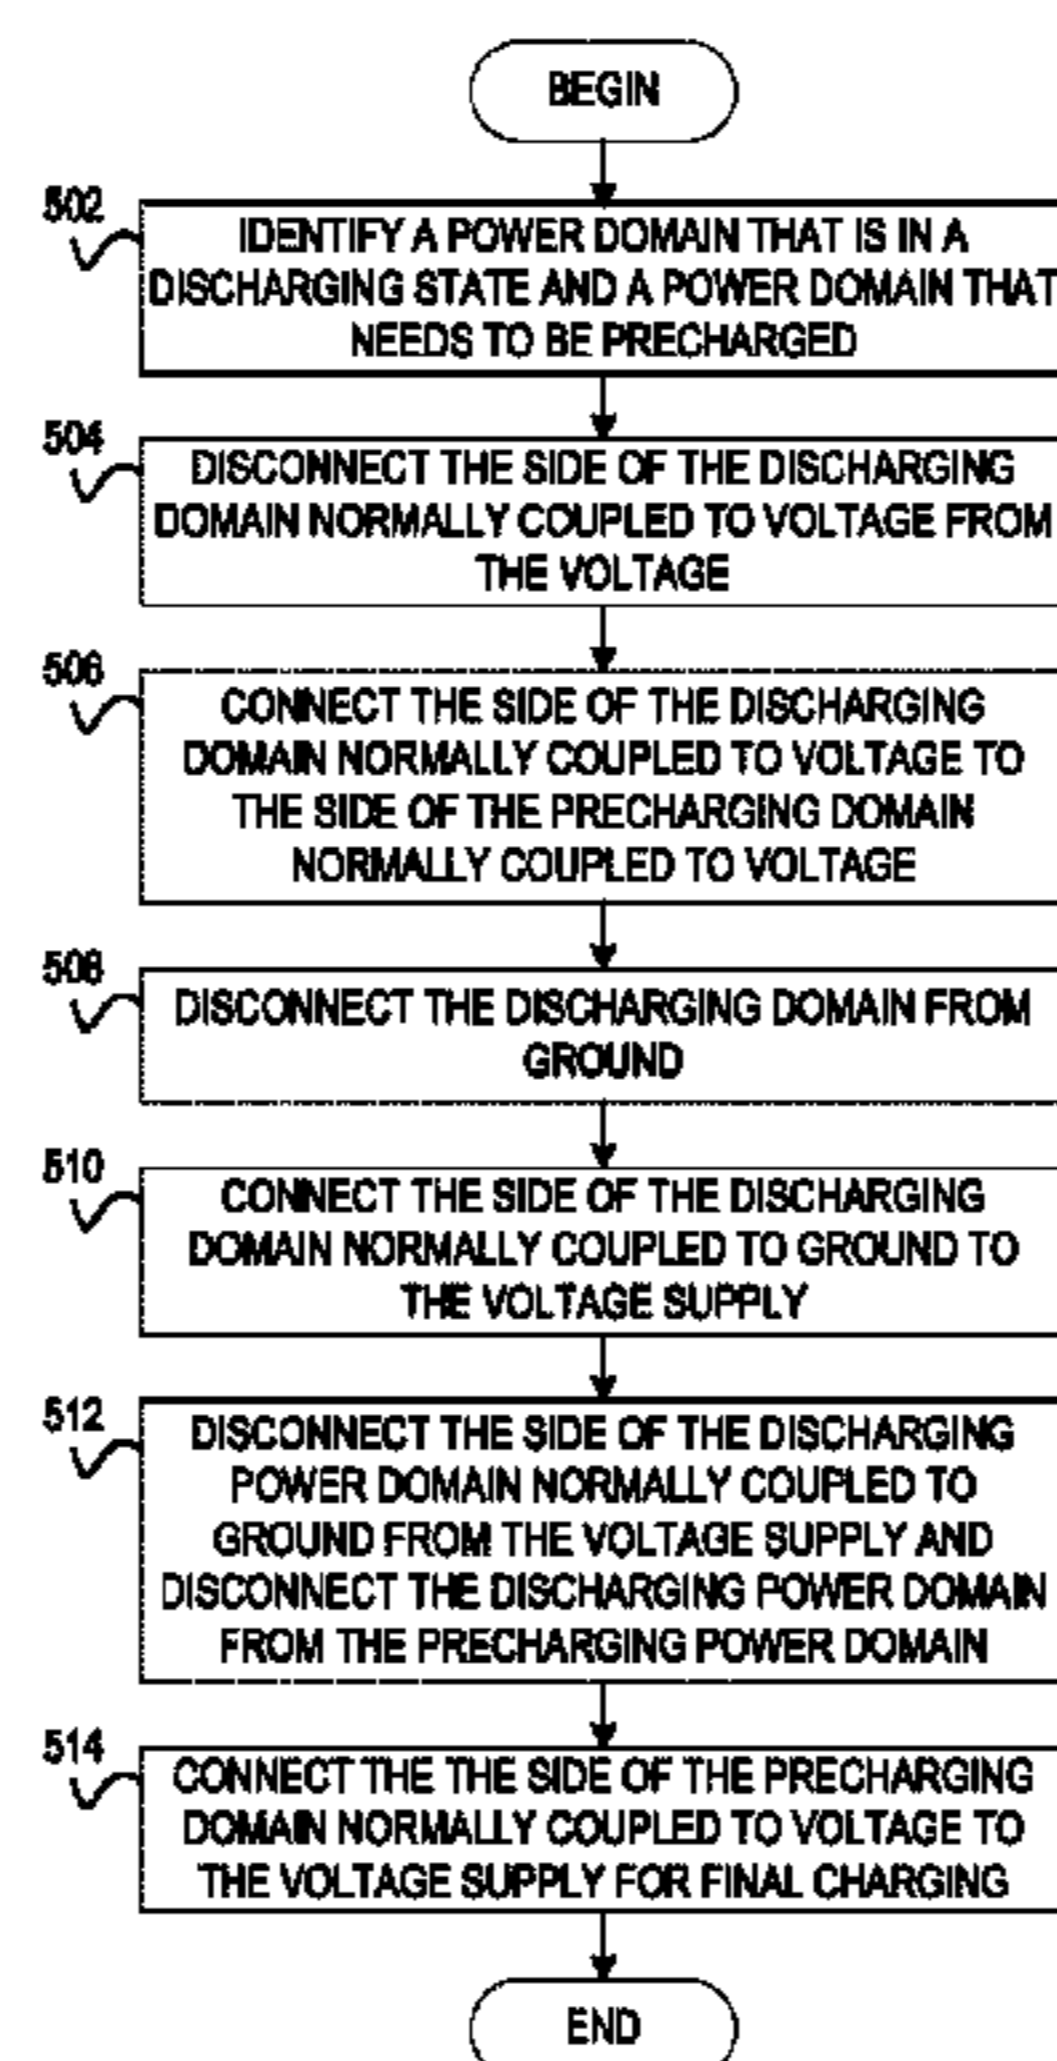 BEGIN
502
IDENTIFY A POWER DOMAIN THAT IS IN A
DISCHARGING STATE AND A POWER DOMAIN THAT
NEEDS TO BE PRECHARGED
504
DISCONNECT THE SIDE OF THE DISCHARGING
DOMAIN NORMALLY COUPLED TO VOLTAGE FROM
THE VOLTAGE
506
CONNECT THE SIDE OF THE DISCHARGING
DOMAIN NORMALLY COUPLED TO VOLTAGE TO
THE SIDE OF THE PRECHARGING DOMAIN
NORMALLY COUPLED TO VOLTAGE
508
DISCONNECT THE DISCHARGING DOMAIN FROM
GROUND
510
CONNECT THE SIDE OF THE DISCHARGING
DOMAIN NORMALLY COUPLED TO GROUND TO
THE VOLTAGE SUPPLY
512
DISCONNECT THE SIDE OF THE DISCHARGING
POWER DOMAIN NORMALLY COUPLED TO
GROUND FROM THE VOLTAGE SUPPLY AND
DISCONNECT THE DISCHARGING POWER DOMAIN
FROM THE PRECHARGING POWER DOMAIN
514
CONNECT THE THE SIDE OF THE PRECHARGING
DOMAIN NORMALLY COUPLED TO VOLTAGE TO
THE VOLTAGE SUPPLY FOR FINAL CHARGING
END